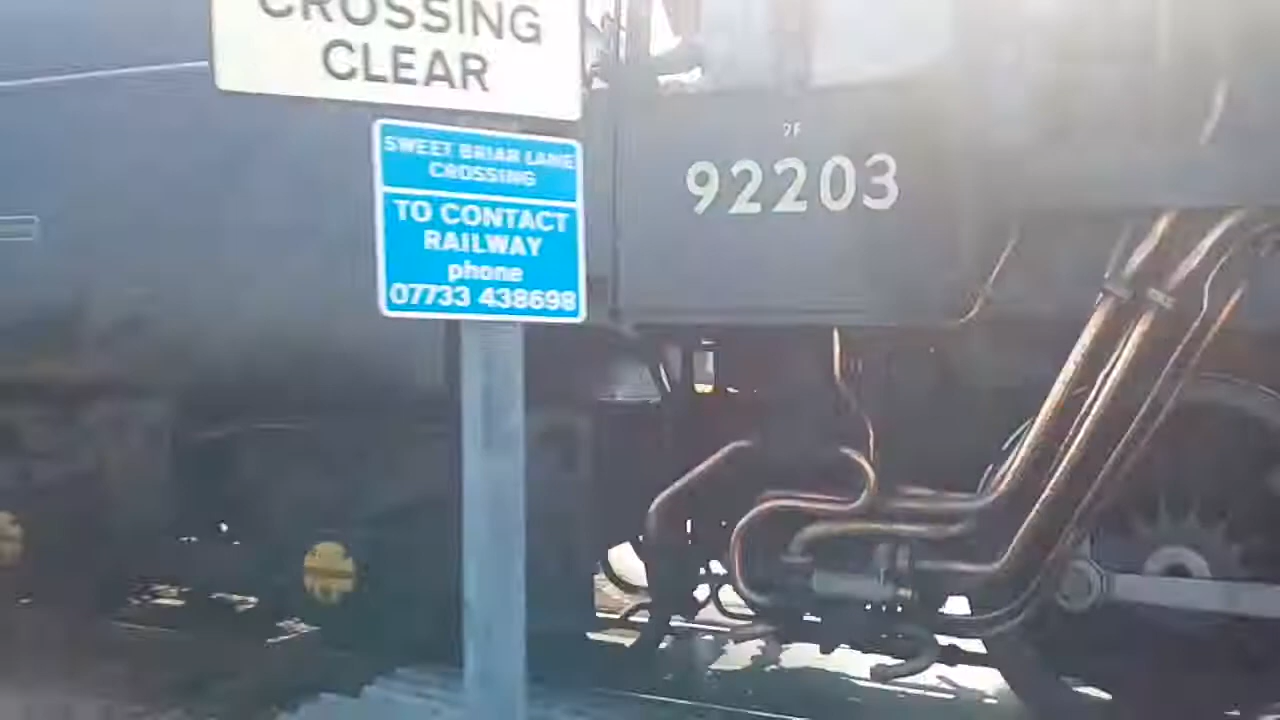 CROSSING
CLEAR
SWEET BRIAR LANE
CROSSING
TO CONTACT
RAILWAY
phone
07733 438698
9F
92203